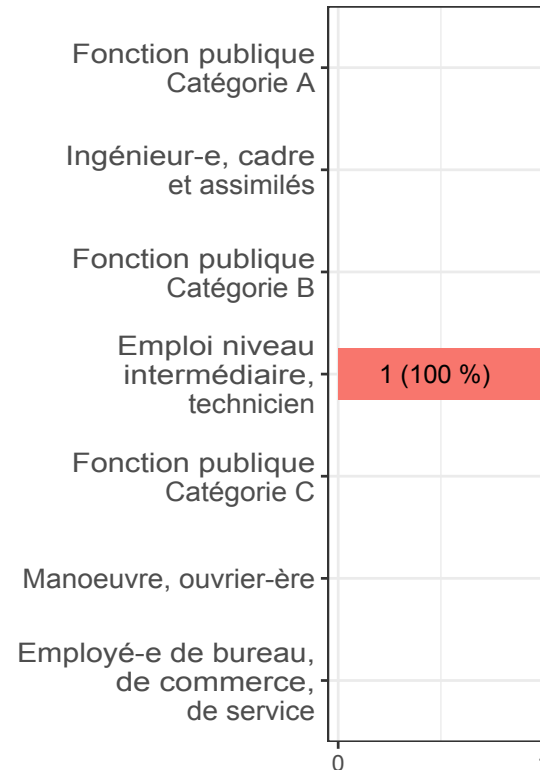 Fonction publique
Catégorie A
Ingénieur-e, cadre
et assimilés
Fonction publique
Catégorie B
Emploi niveau
intermédiaire,
technicien
1 (100 %)
Fonction publique
Catégorie C
Manoeuvre, ouvrier-ère
Employé-e de bureau,
de commerce,
de service
0